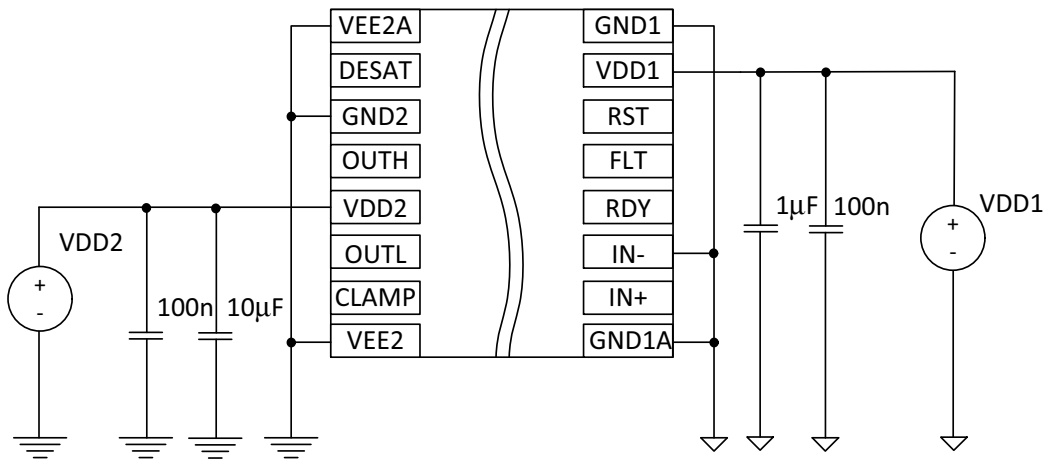 VEE2A
GND1
DESAT
VDD1
GND2
RST
OUTH
FLT
VDD2
RDY
1μF 100n
VDD1
+
-
VDD2
+
-
OUTL
IN-
100n 10μF
CLAMP
IN+
VEE2
GND1A